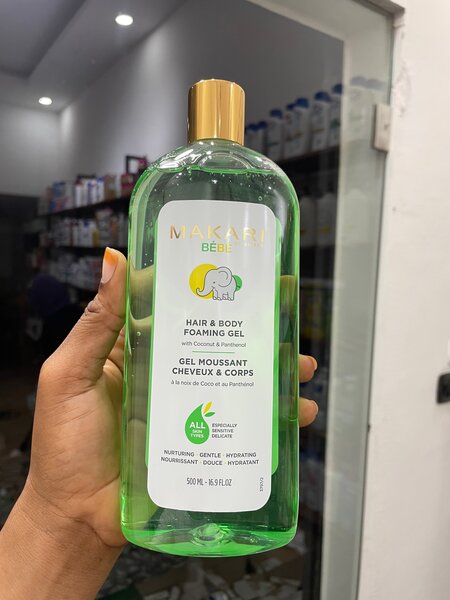 MAKARI
BÉBÉ
HAIR & BODY
FOAMING GEL
with Coconut & Panthenol
GEL MOUSSANT
CHEVEUX & CORPS
à la noix de Coco et au Panthénol
ALL
SKIN
TYPES
ESPECIALLY
SENSITIVE
DELICATE
NURTURING · GENTLE · HYDRATING
NOURRISSANT · DOUCE · HYDRATANT
500 ML - 16.9 FL.OZ